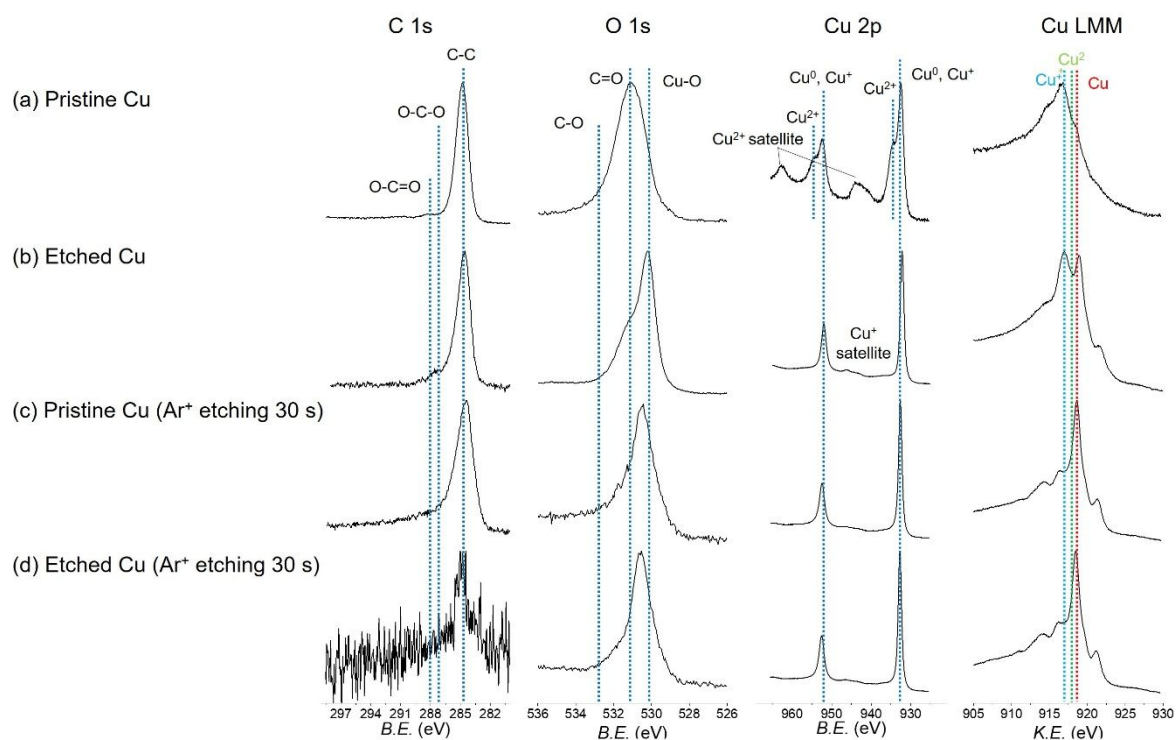 C 1s
O 1s
Cu 2p
Cu LMM
(a) Pristine Cu
C-C
O-C-O
O-C=O
C=O
Cu-O
C-O
Cu⁰, Cu⁺
Cu²⁺
Cu²⁺ satellite
Cu²⁺
Cu⁰, Cu⁺
Cu⁺
Cu²
Cu
(b) Etched Cu
Cu⁺
satellite
(c) Pristine Cu (Ar⁺ etching 30 s)
(d) Etched Cu (Ar⁺ etching 30 s)
297 294 291 288 285 282
B.E. (eV)
536 534 532 530 528 526
B.E. (eV)
960 950 940 930
B.E. (eV)
905 910 915 920 925 930
K.E. (eV)